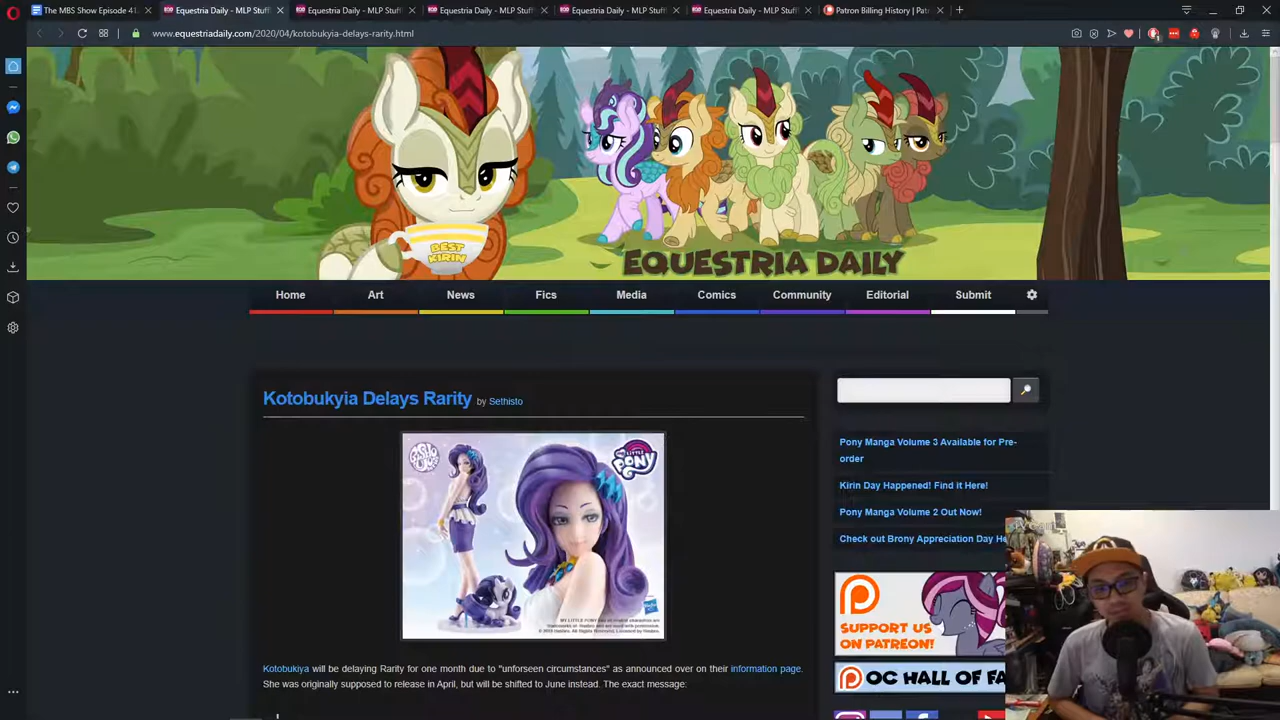 The MBS Show Episode 41
Equestria Daily - MLP Stuff!
Equestria Daily - MLP Stuff!
Equestria Daily - MLP Stuff!
Equestria Daily - MLP Stuff!
Equestria Daily - MLP Stuff!
Patron Billing History | Pat
www.equestriadaily.com/2020/04/kotobukyia-delays-rarity.html
BEST
KIRIN
EQUESTRIA DAILY
Home
Art
News
Fics
Media
Comics
Community
Editorial
Submit
Kotobukyia Delays Rarity by Sethisto
MY LITTLE PONY
Kotobukiya will be delaying Rarity for one month due to "unforseen circumstances" as announced over on their information page.
She was originally supposed to release in April, but will be shifted to June instead. The exact message:
Pony Manga Volume 3 Available for Pre-
order
Kirin Day Happened! Find it Here!
Pony Manga Volume 2 Out Now!
Check out Brony Appreciation Day He
SUPPORT US
ON PATREON!
OC HALL OF FA